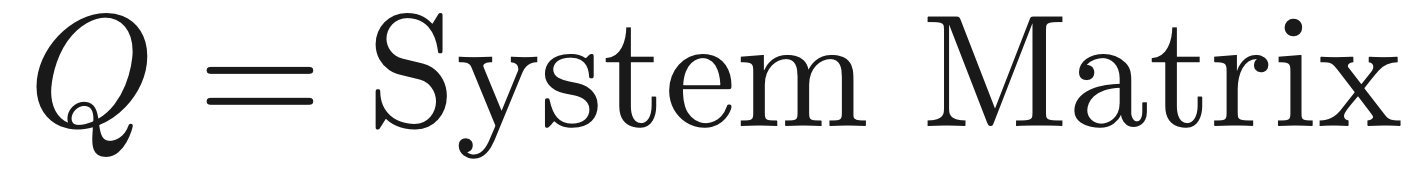 Q = System Matrix